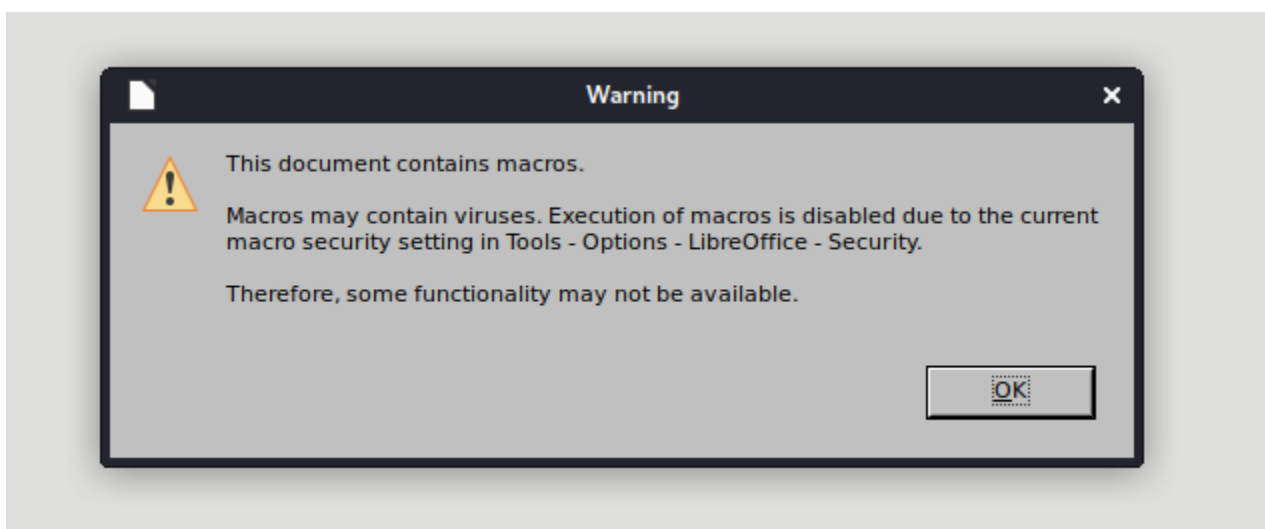 Warning
This document contains macros.
Macros may contain viruses. Execution of macros is disabled due to the current
macro security setting in Tools - Options - LibreOffice - Security.
Therefore, some functionality may not be available.
OK